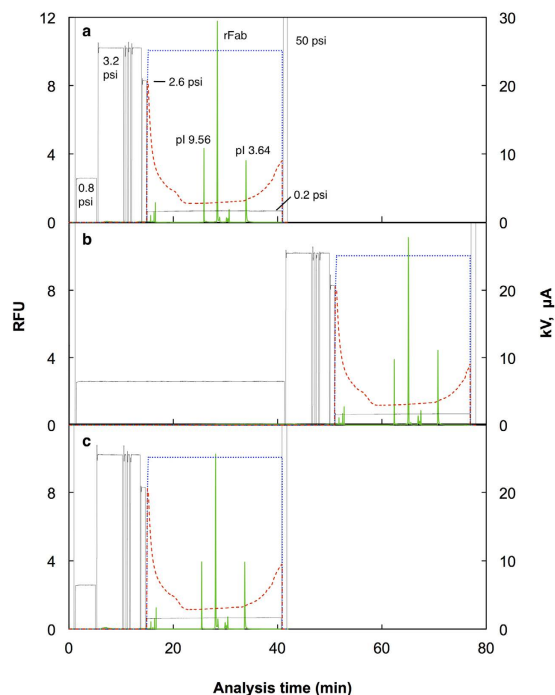 12 a rFab 50 psi 30
3.2
psi
2.6 psi
8 20
pI 9.56 pI 3.64
4 10
0.8
psi
0.2 psi
0 0
b
8 20
RFU kV, µA
4 10
0 0
c
8 20
4 10
0 0
0 20 40 60 80
Analysis time (min)